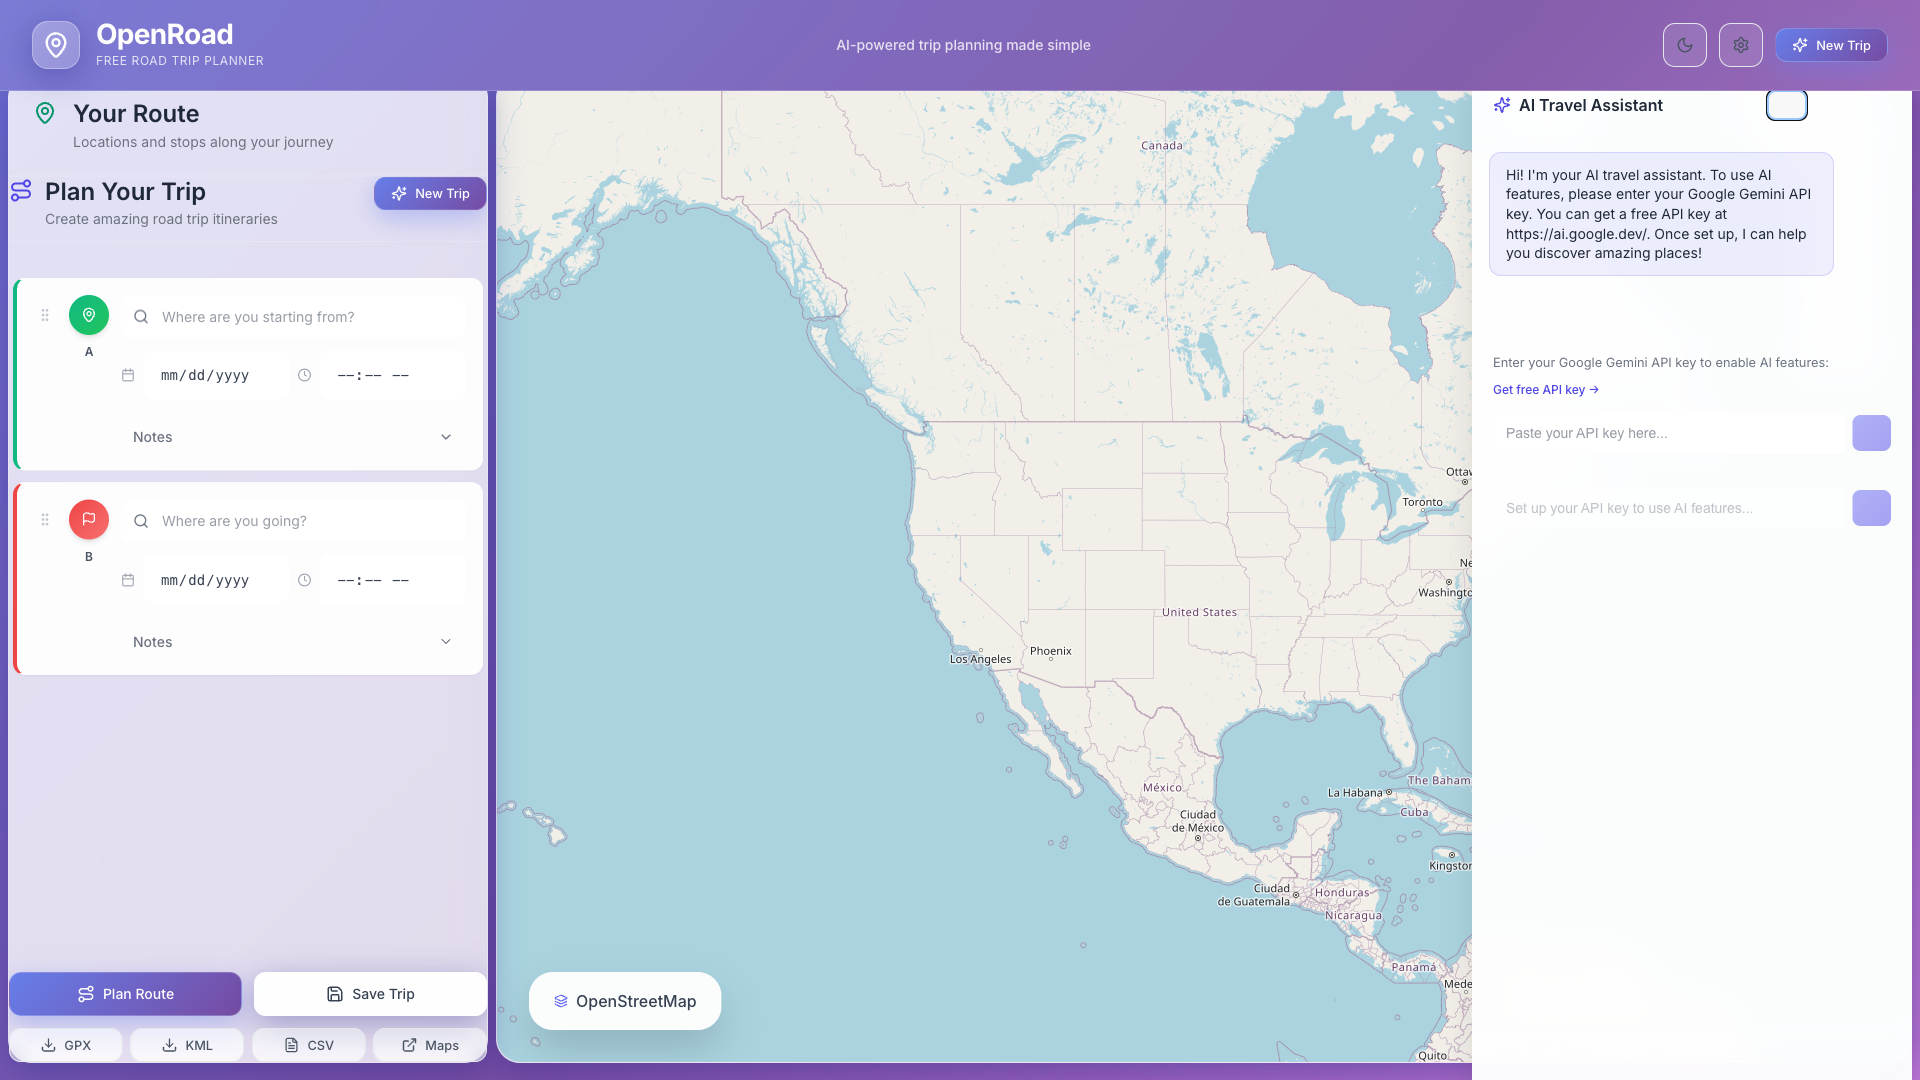 OpenRoad
FREE ROAD TRIP PLANNER
AI-powered trip planning made simple
New Trip
Your Route
Locations and stops along your journey
Plan Your Trip
Create amazing road trip itineraries
New Trip
Where are you starting from?
A
mm/dd/yyyy
--:-- --
Notes
Where are you going?
B
mm/dd/yyyy
--:-- --
Notes
Plan Route
Save Trip
GPX
KML
CSV
Maps
Canada
Ottaw
Toronto
Ne
Washingto
United States
Phoenix
Los Angeles
The Baham
México
La Habana
Cuba
Ciudad
de México
Kingston
Ciudad
de Guatemala
Honduras
Nicaragua
Panamá
Mede
Quito
OpenStreetMap
AI Travel Assistant
Hi! I'm your AI travel assistant. To use AI
features, please enter your Google Gemini API
key. You can get a free API key at
https://ai.google.dev/. Once set up, I can help
you discover amazing places!
Enter your Google Gemini API key to enable AI features:
Get free API key →
Paste your API key here...
Set up your API key to use AI features...